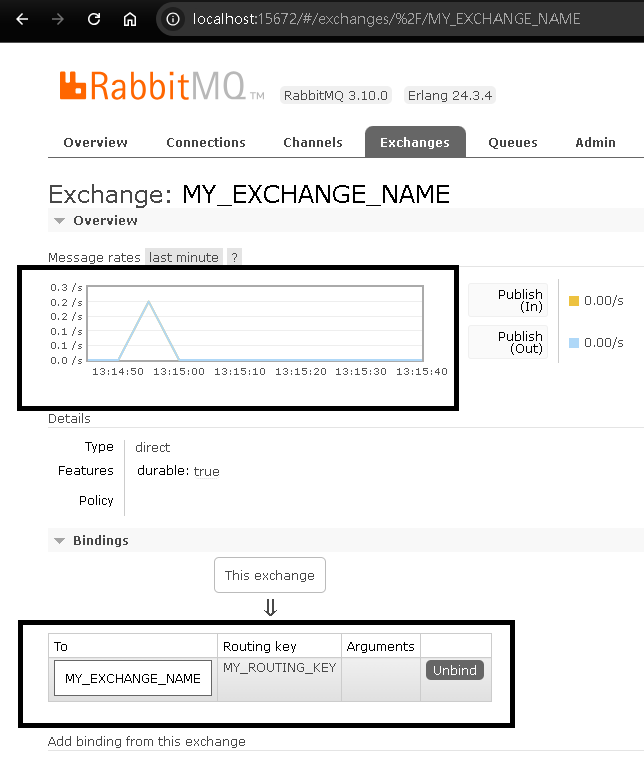 localhost:15672/#/exchanges/%2F/MY_EXCHANGE_NAME
RabbitMQ TM RabbitMQ 3.10.0 Erlang 24.3.4
Overview Connections Channels Exchanges Queues Admin
Exchange: MY_EXCHANGE_NAME
Overview
Message rates last minute ?
0.3 /s
0.2 /s
0.2 /s
0.1 /s
0.1 /s
0.0 /s
13:14:50 13:15:00 13:15:10 13:15:20 13:15:30 13:15:40
Publish
(In)
0.00/s
Publish
(Out)
0.00/s
Details
Type direct
Features durable: true
Policy
Bindings
This exchange
⇓
To Routing key Arguments
MY_EXCHANGE_NAME MY_ROUTING_KEY Unbind
Add binding from this exchange